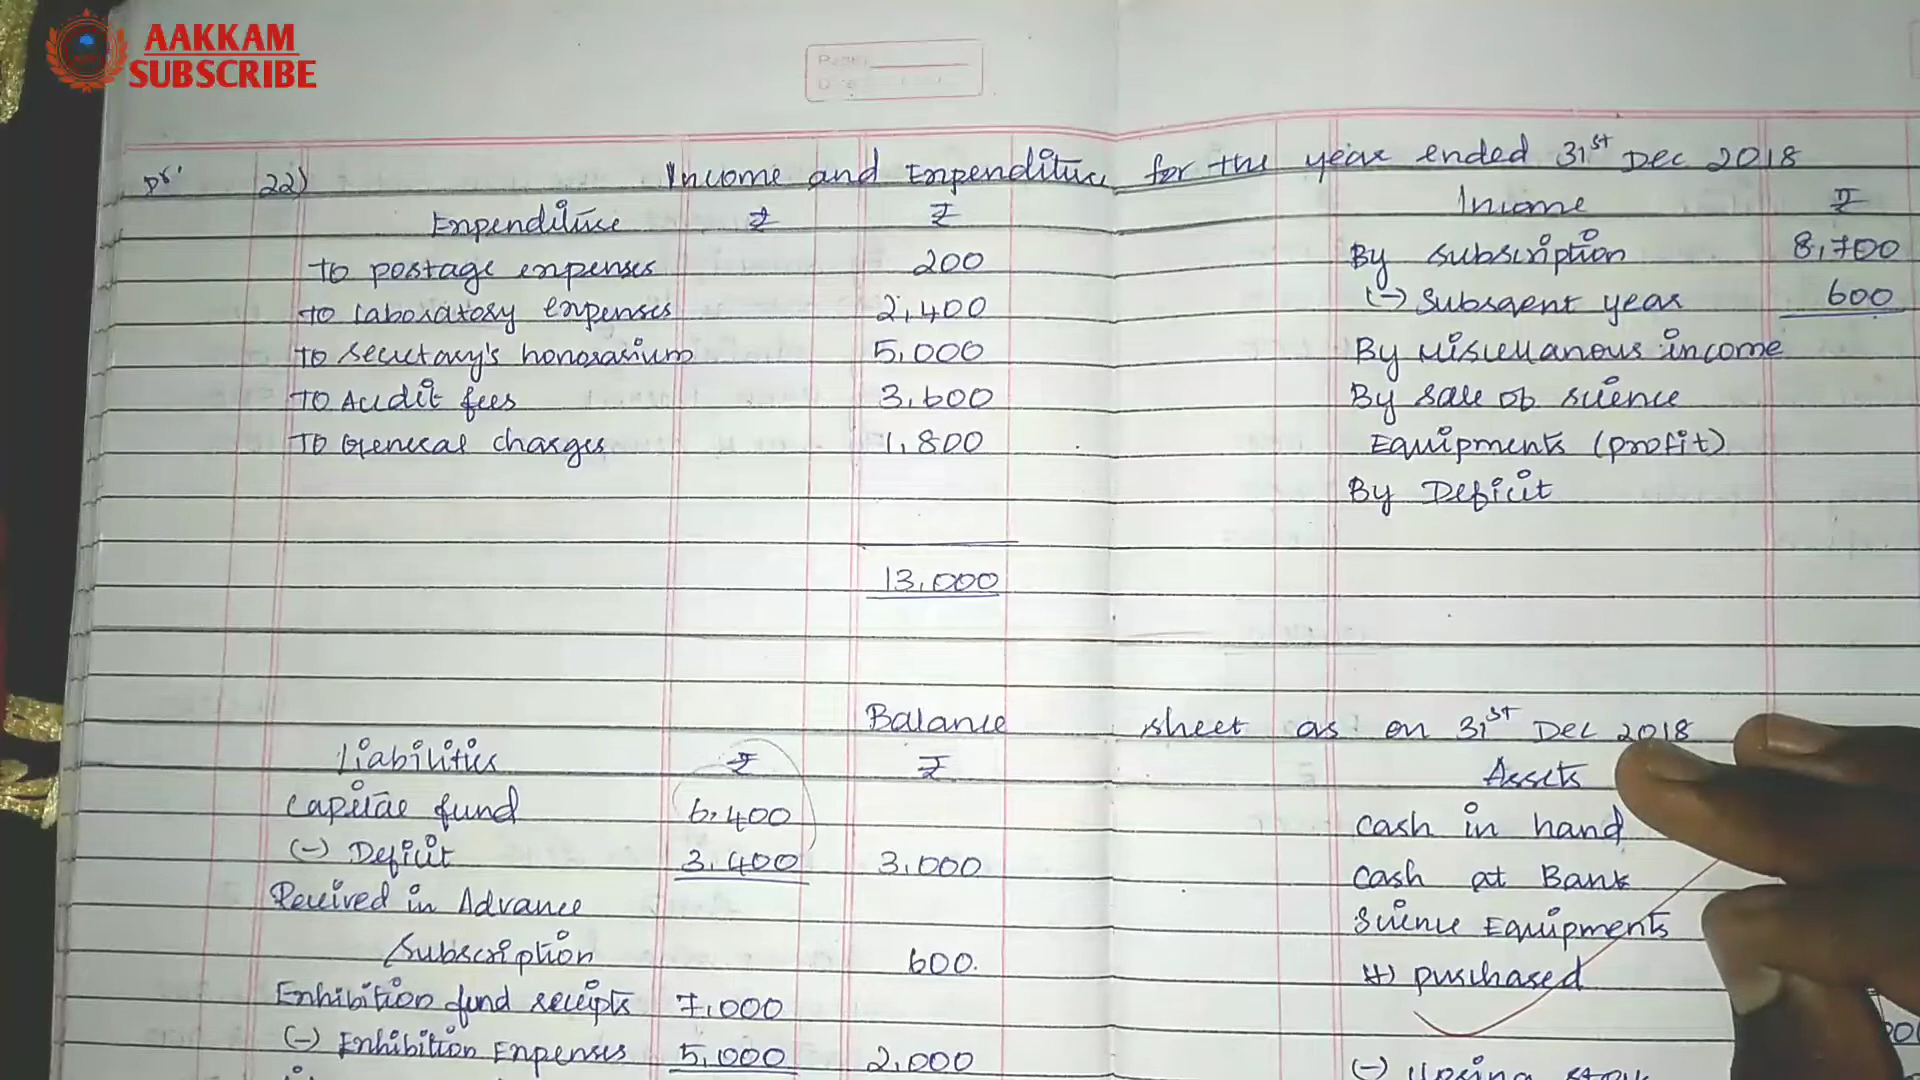 AAKKAM
SUBSCRIBE
Dr.
22) Income and Expenditure for the year ended 31st Dec 2018
Expenditure ₹ ₹
Income ₹
To postage expenses 200
By subscription 8,700
To Laboratory expenses 2,400
(-) Subsqent year 600
To secretary's honorarium 5,000
By Miscellanous income
To Audit fees 3,600
By sale of science
To General charges 1,800
Equipments (profit)
By Deficit
13,000
Balance sheet as on 31st Dec 2018
Liabilities ₹ ₹
Assets
Capital fund 6,400
Cash in hand
(-) Deficit 3,400 3,000
Cash at Bank
Received in Advance
Science Equipments
Subscription 600.
(+) purchased
Exhibition fund receipts 7,000
(-) Exhibition Expenses 5,000 2,000
(-) closing stock